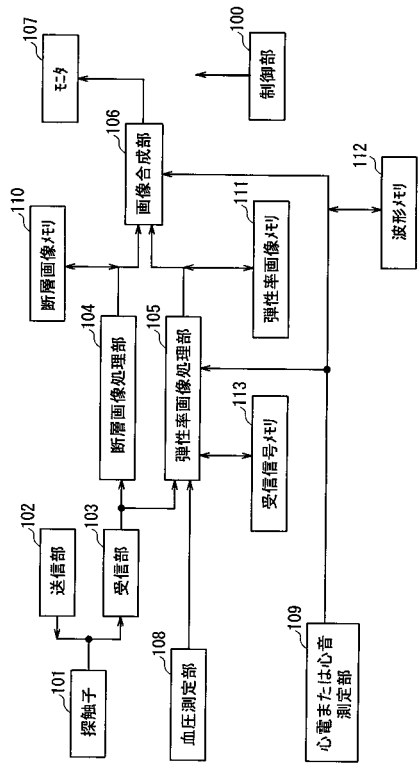 101
探触子
102
送信部
103
受信部
104
断層画像処理部
105
弾性率画像処理部
106
画像合成部
107
モニタ
100
制御部
108
血圧測定部
109
心電または心音
測定部
110
断層画像メモリ
111
弾性率画像メモリ
112
波形メモリ
113
受信信号メモリ